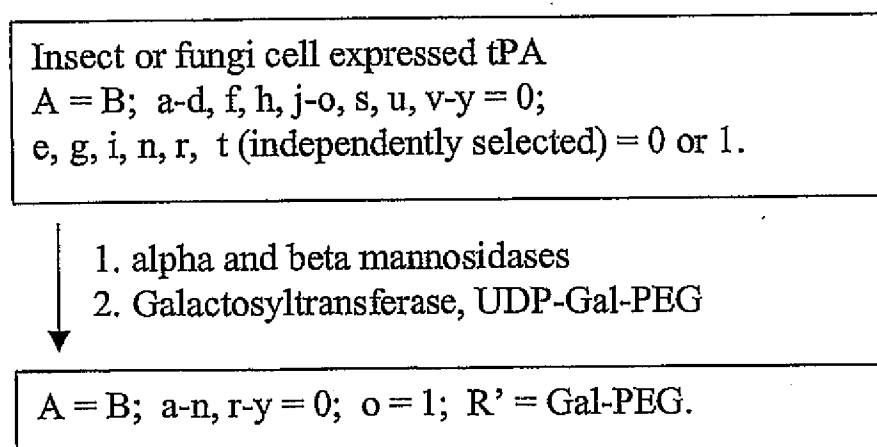 Insect or fungi cell expressed tPA
A = B; a-d, f, h, j-o, s, u, v-y = 0;
e, g, i, n, r, t (independently selected) = 0 or 1.
1. alpha and beta mannosidases
2. Galactosyltransferase, UDP-Gal-PEG
A = B; a-n, r-y = 0; o = 1; R’ = Gal-PEG.